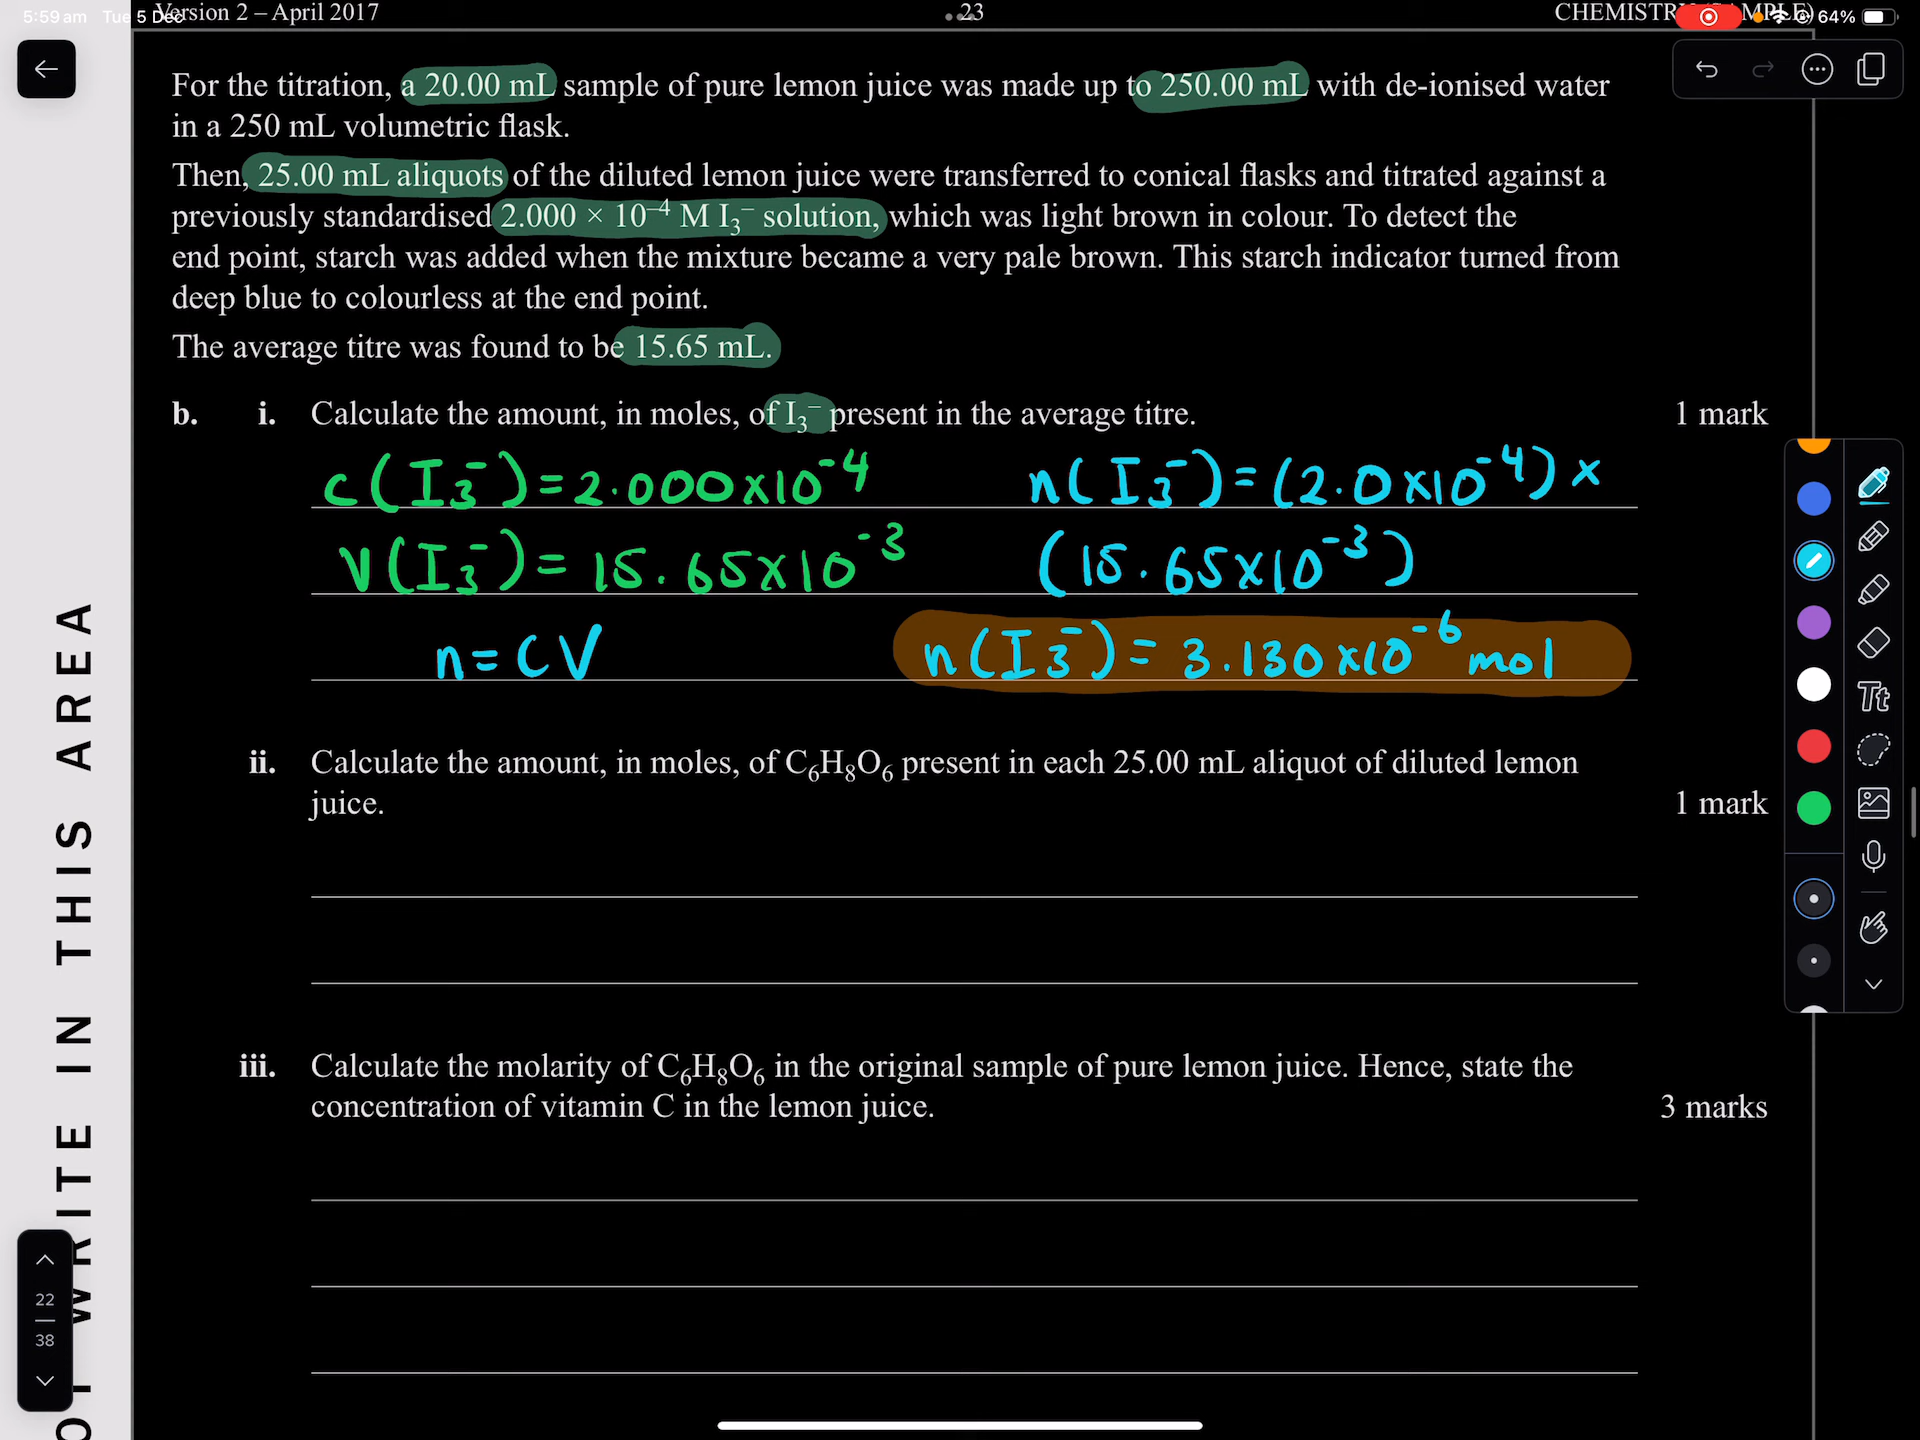 5:59 am Tue 5 Dec
64%
Version 2 – April 2017
23
For the titration, a 20.00 mL sample of pure lemon juice was made up to 250.00 mL with de-ionised water
in a 250 mL volumetric flask.
Then, 25.00 mL aliquots of the diluted lemon juice were transferred to conical flasks and titrated against a
previously standardised 2.000 × 10⁻⁴ M I₃⁻ solution, which was light brown in colour. To detect the
end point, starch was added when the mixture became a very pale brown. This starch indicator turned from
deep blue to colourless at the end point.
The average titre was found to be 15.65 mL.
b. i. Calculate the amount, in moles, of I₃⁻ present in the average titre. 1 mark
c(I₃⁻)=2.000×10⁻⁴ n(I₃⁻)=(2.0×10⁻⁴)×
V(I₃⁻)=15.65×10⁻³ (15.65×10⁻³)
n=CV n(I₃⁻)=3.130×10⁻⁶ mol
ii. Calculate the amount, in moles, of C₆H₈O₆ present in each 25.00 mL aliquot of diluted lemon
juice. 1 mark
iii. Calculate the molarity of C₆H₈O₆ in the original sample of pure lemon juice. Hence, state the
concentration of vitamin C in the lemon juice. 3 marks
WRITE IN THIS AREA
Tt
22
38